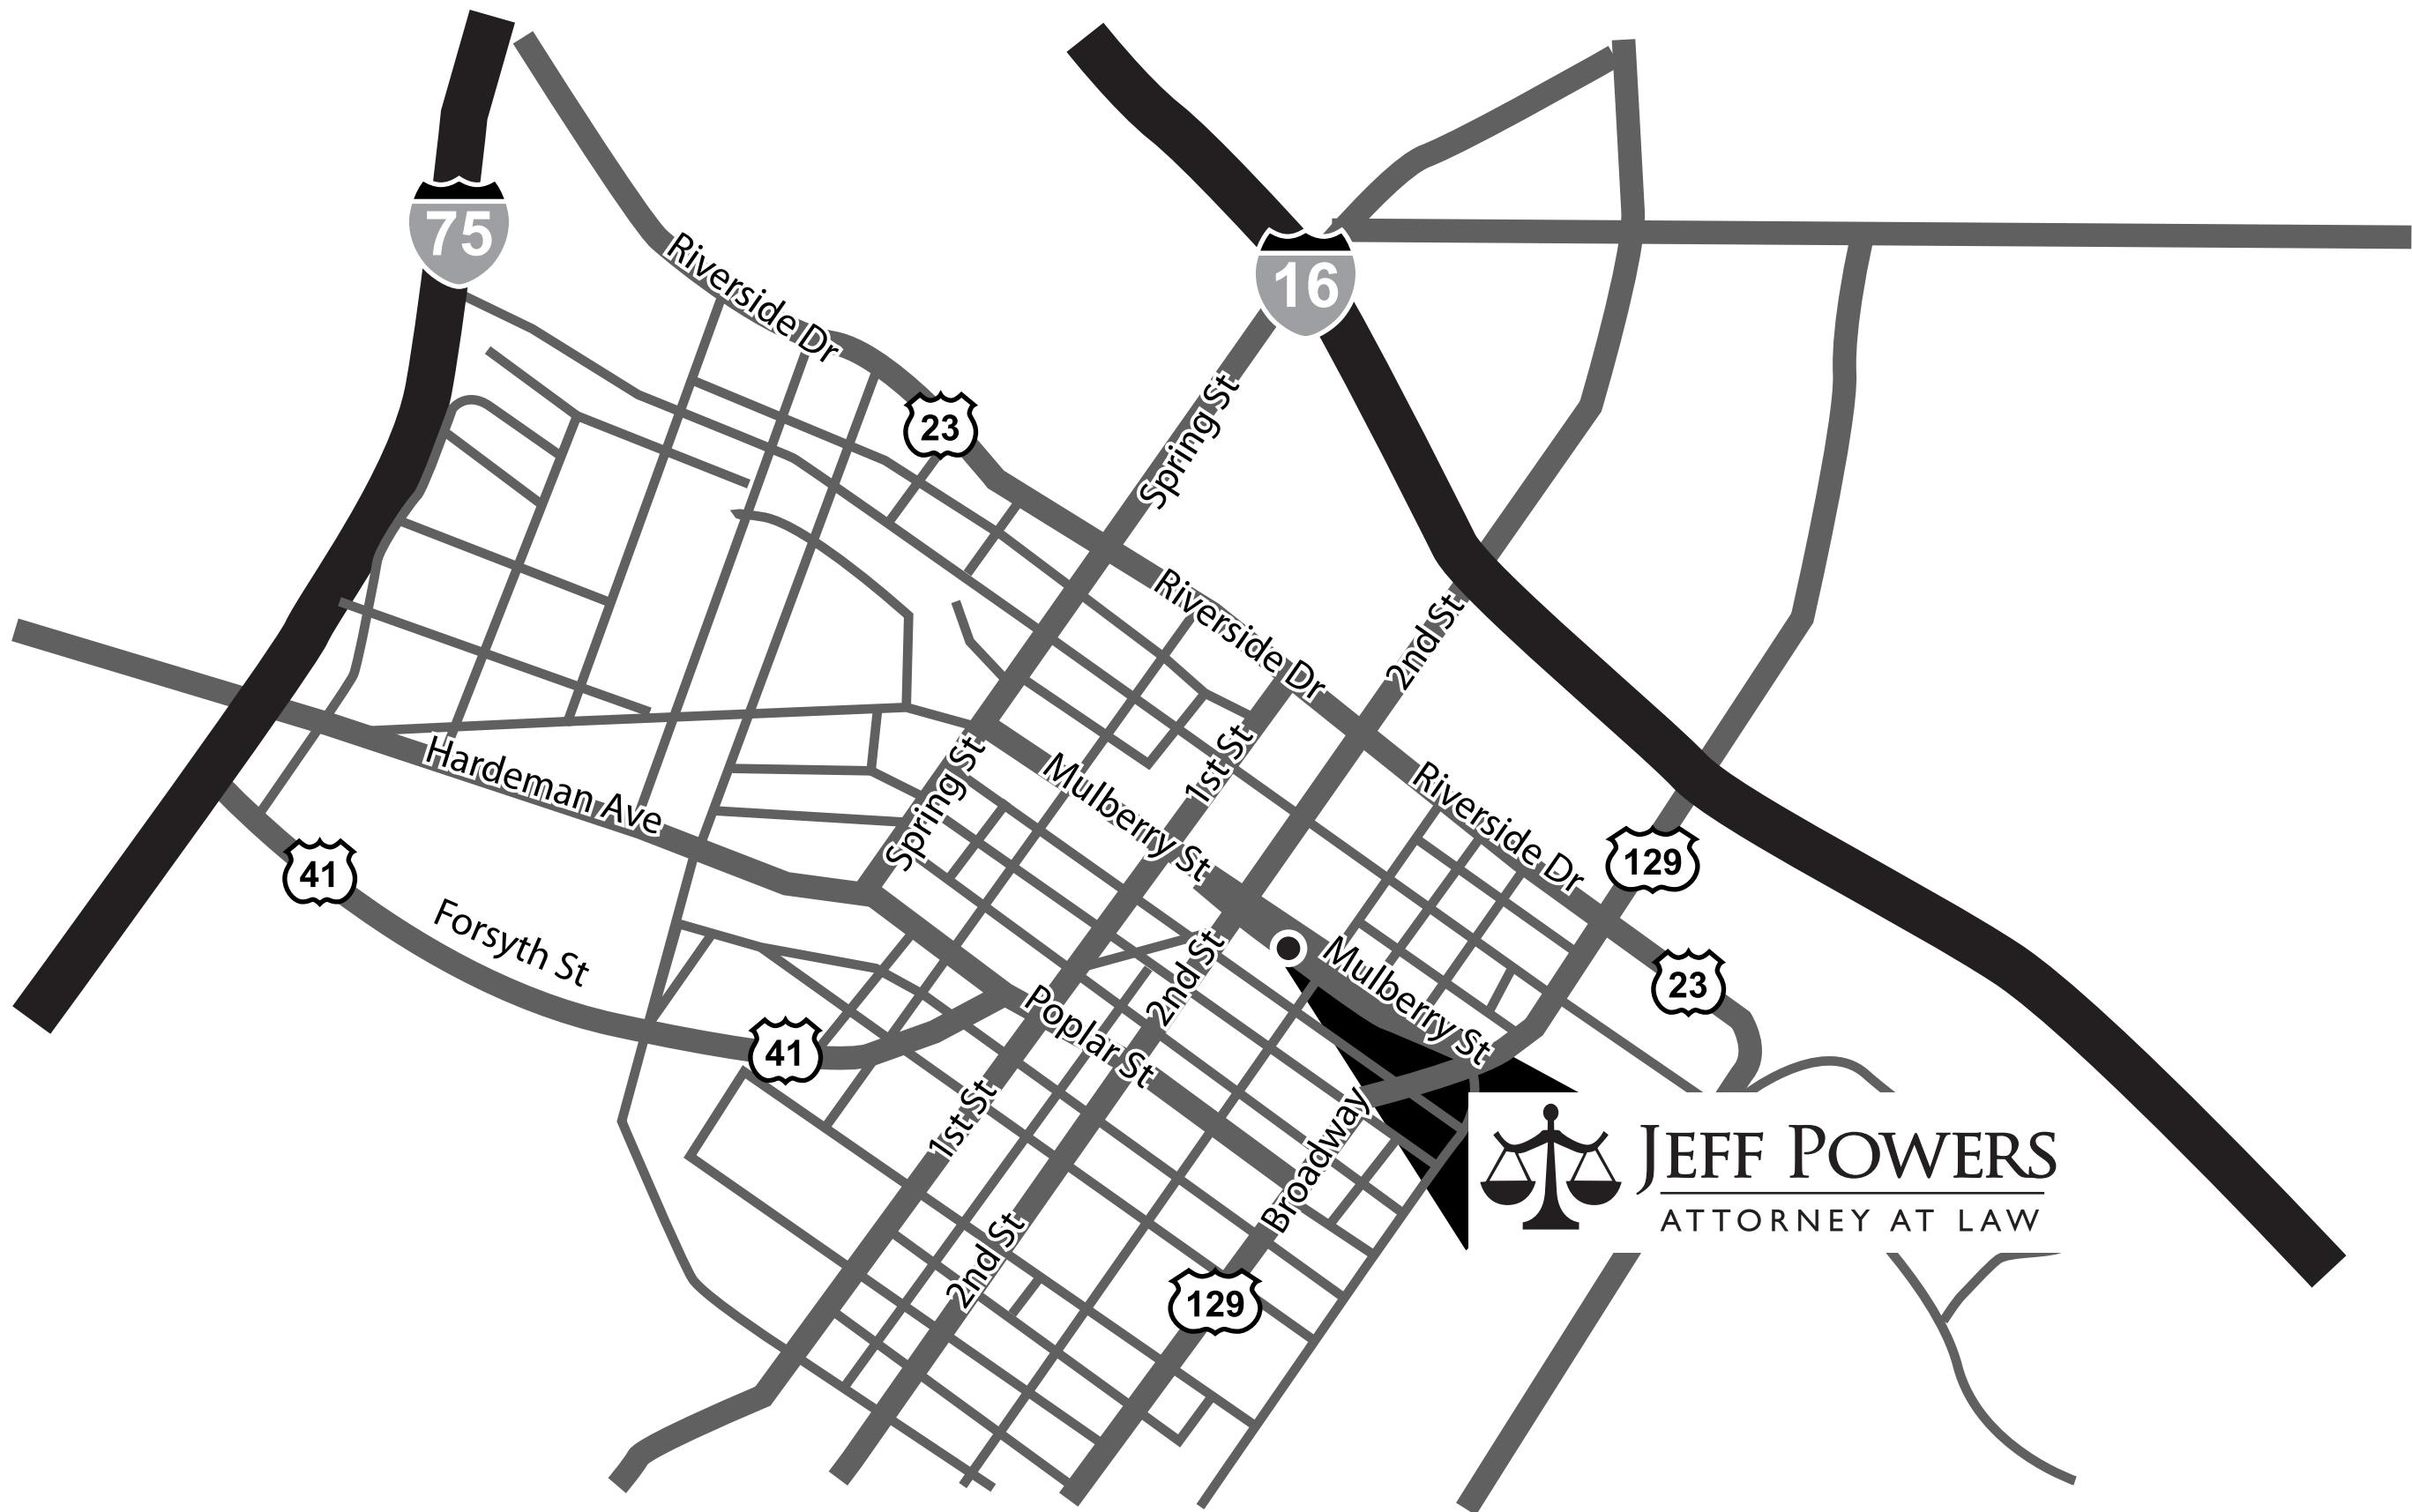 75
16
Riverside Dr
23
Spring St
Riverside Dr
2nd St
Hardeman Ave
Spring St
Mulberry St
1st St
Riverside Dr
129
41
Forsyth St
2nd St
Mulberry St
23
41
Poplar St
1st St
Broadway
JEFF POWERS
ATTORNEY AT LAW
2nd St
129